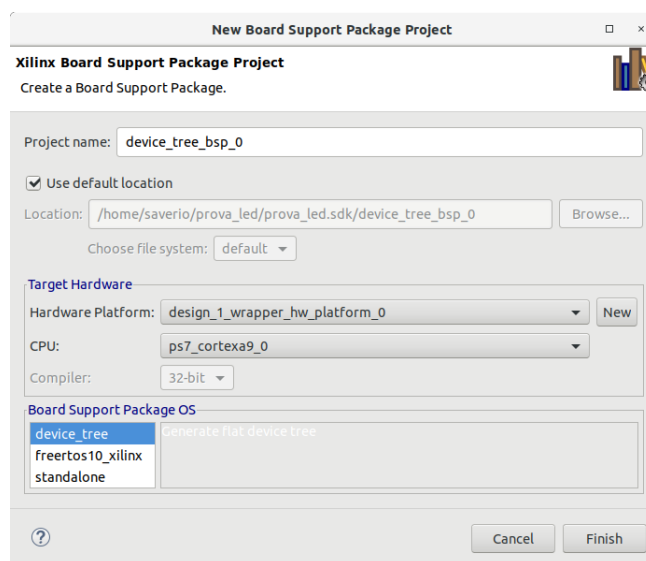 New Board Support Package Project
Xilinx Board Support Package Project
Create a Board Support Package.
Project name: device_tree_bsp_0
Use default location
Location: /home/saverio/prova_led/prova_led.sdk/device_tree_bsp_0 Browse...
Choose file system: default
Target Hardware
Hardware Platform: design_1_wrapper_hw_platform_0 New
CPU: ps7_cortexa9_0
Compiler: 32-bit
Board Support Package OS
device_tree Generate flat device tree
freertos10_xilinx
standalone
Cancel Finish